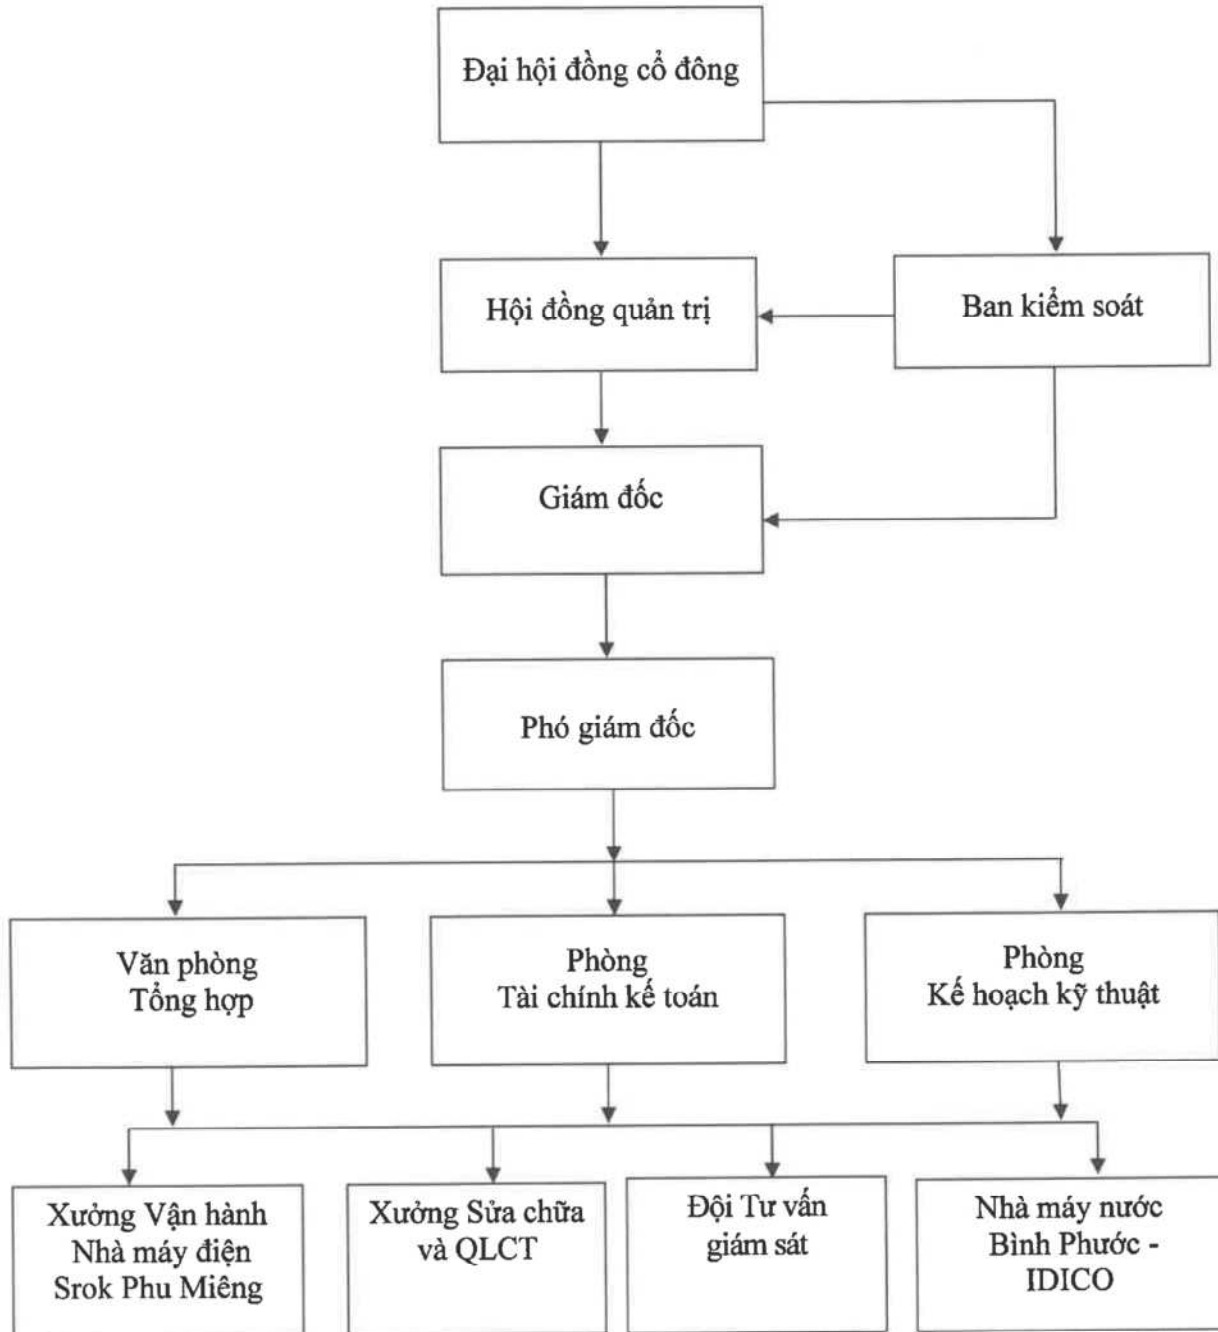 Đại hội đồng cổ đông
Hội đồng quản trị
Ban kiểm soát
Giám đốc
Phó giám đốc
Văn phòng
Tổng hợp
Phòng
Tài chính kế toán
Phòng
Kế hoạch kỹ thuật
Xưởng Vận hành
Nhà máy điện
Srok Phu Miêng
Xưởng Sửa chữa
và QLCT
Đội Tư vấn
giám sát
Nhà máy nước
Bình Phước -
IDICO